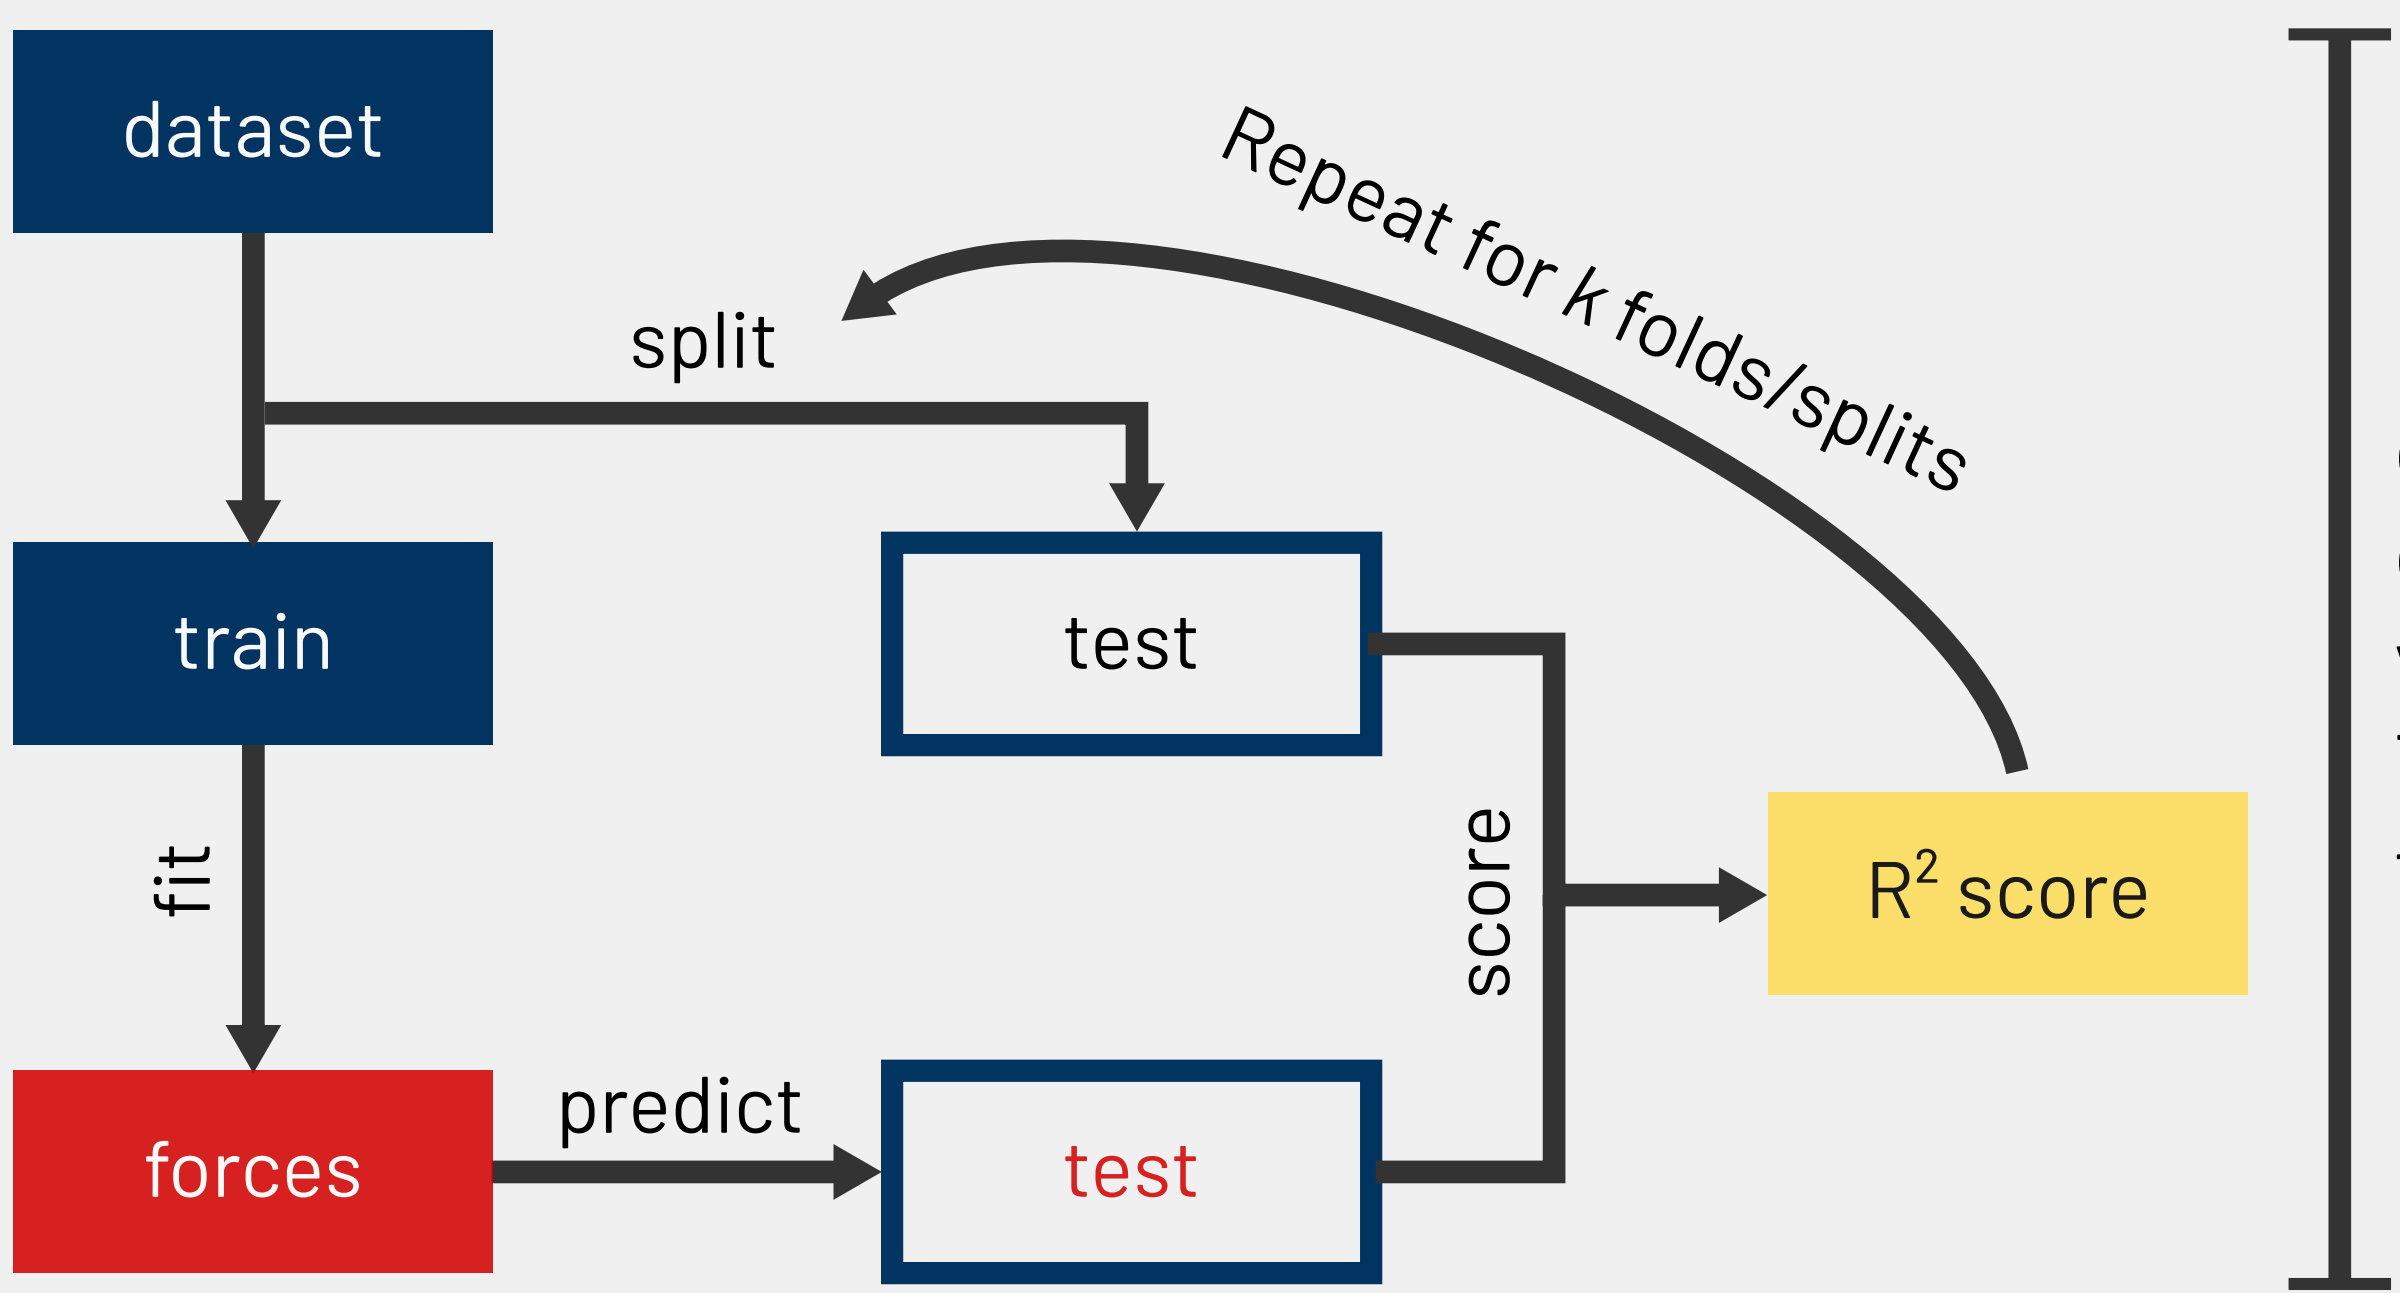 dataset
Repeat for k folds/splits
split
train
test
fit
score
R² score
forces
predict
test